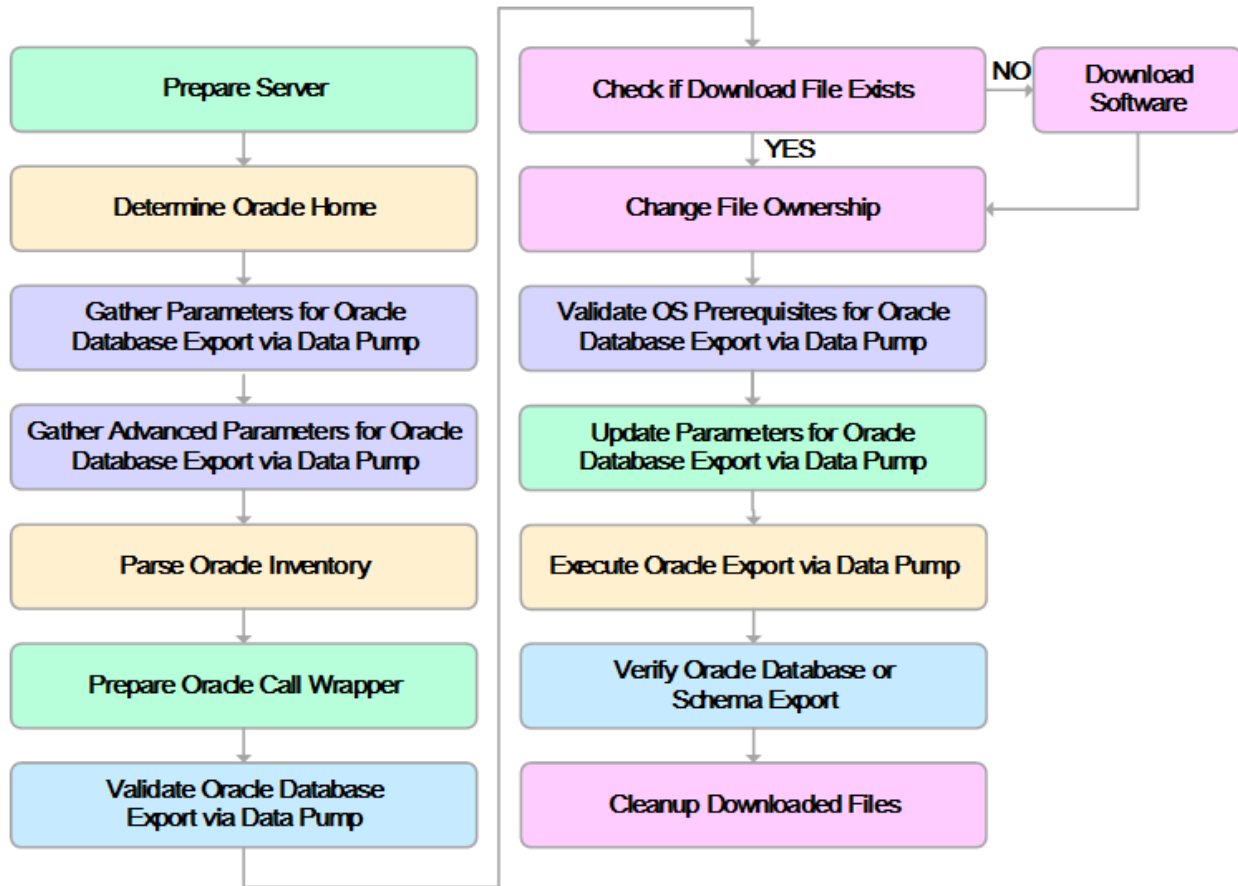 Prepare Server
Determine Oracle Home
Gather Parameters for Oracle
Database Export via Data Pump
Gather Advanced Parameters for Oracle
Database Export via Data Pump
Parse Oracle Inventory
Prepare Oracle Call Wrapper
Validate Oracle Database
Export via Data Pump
Check if Download File Exists
NO
Download
Software
YES
Change File Ownership
Validate OS Prerequisites for Oracle
Database Export via Data Pump
Update Parameters for Oracle
Database Export via Data Pump
Execute Oracle Export via Data Pump
Verify Oracle Database or
Schema Export
Cleanup Downloaded Files